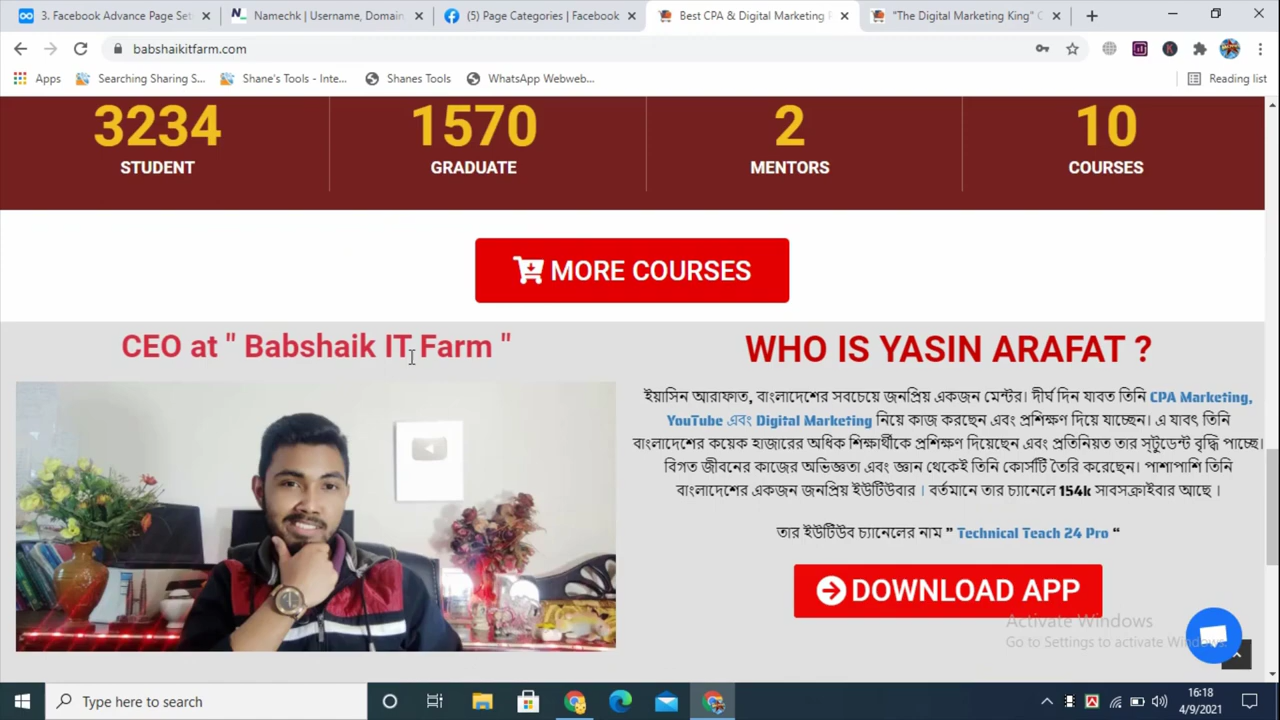 3. Facebook Advance Page Set
Namechk | Username, Domain
(5) Page Categories | Facebook
Best CPA & Digital Marketing
"The Digital Marketing King" C
babshaikitfarm.com
Apps
Searching Sharing S...
Shane's Tools - Inte...
Shanes Tools
WhatsApp Webweb...
Reading list
3234
STUDENT
1570
GRADUATE
2
MENTORS
10
COURSES
MORE COURSES
CEO at " Babshaik IT Farm "
WHO IS YASIN ARAFAT ?
ইয়াসিন আরাফাত, বাংলাদেশের সবচেয়ে জনপ্রিয় একজন মেন্টর। দীর্ঘ দিন যাবত তিনি CPA Marketing,
YouTube এবং Digital Marketing নিয়ে কাজ করছেন এবং প্রশিক্ষণ দিয়ে যাচ্ছেন। এ যাবৎ তিনি
বাংলাদেশের কয়েক হাজারের অধিক শিক্ষার্থীকে প্রশিক্ষণ দিয়েছেন এবং প্রতিনিয়ত তার স্টুডেন্ট বৃদ্ধি পাচ্ছে।
বিগত জীবনের কাজের অভিজ্ঞতা এবং জ্ঞান থেকেই তিনি কোর্সটি তৈরি করেছেন। পাশাপাশি তিনি
বাংলাদেশের একজন জনপ্রিয় ইউটিউবার । বর্তমানে তার চ্যানেলে 154k সাবসক্রাইবার আছে ।
তার ইউটিউব চ্যানেলের নাম " Technical Teach 24 Pro "
DOWNLOAD APP
Activate Windows
Go to Settings to activate Windows.
Type here to search
16:18
4/9/2021